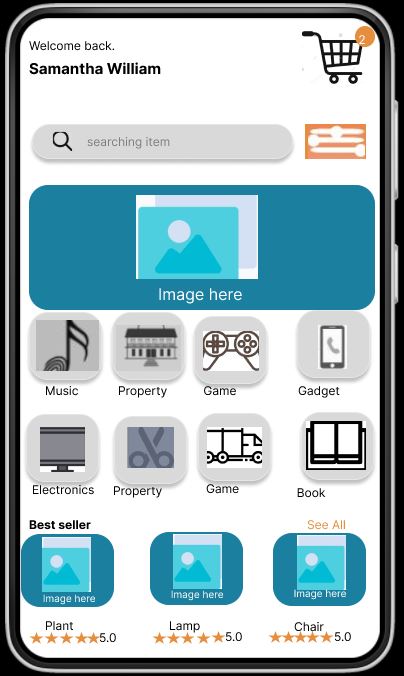 Welcome back.
Samantha William
2
searching item
Image here
Music Property Game Gadget
Electronics Property Game Book
Best seller See All
Image here Image here Image here
Plant Lamp Chair
5.0 5.0 5.0